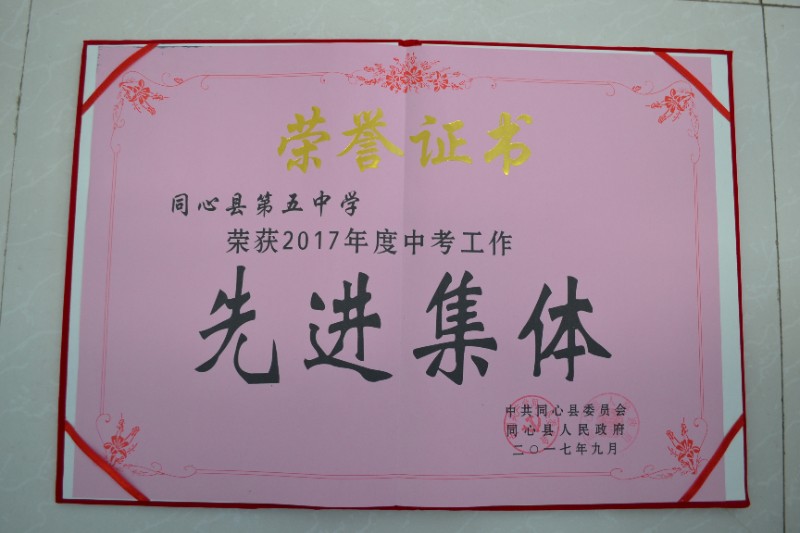 荣誉证书
同心县第五中学
荣获2017年度中考工作
先进集体
中共同心县委员会
同心县人民政府
二〇一七年九月